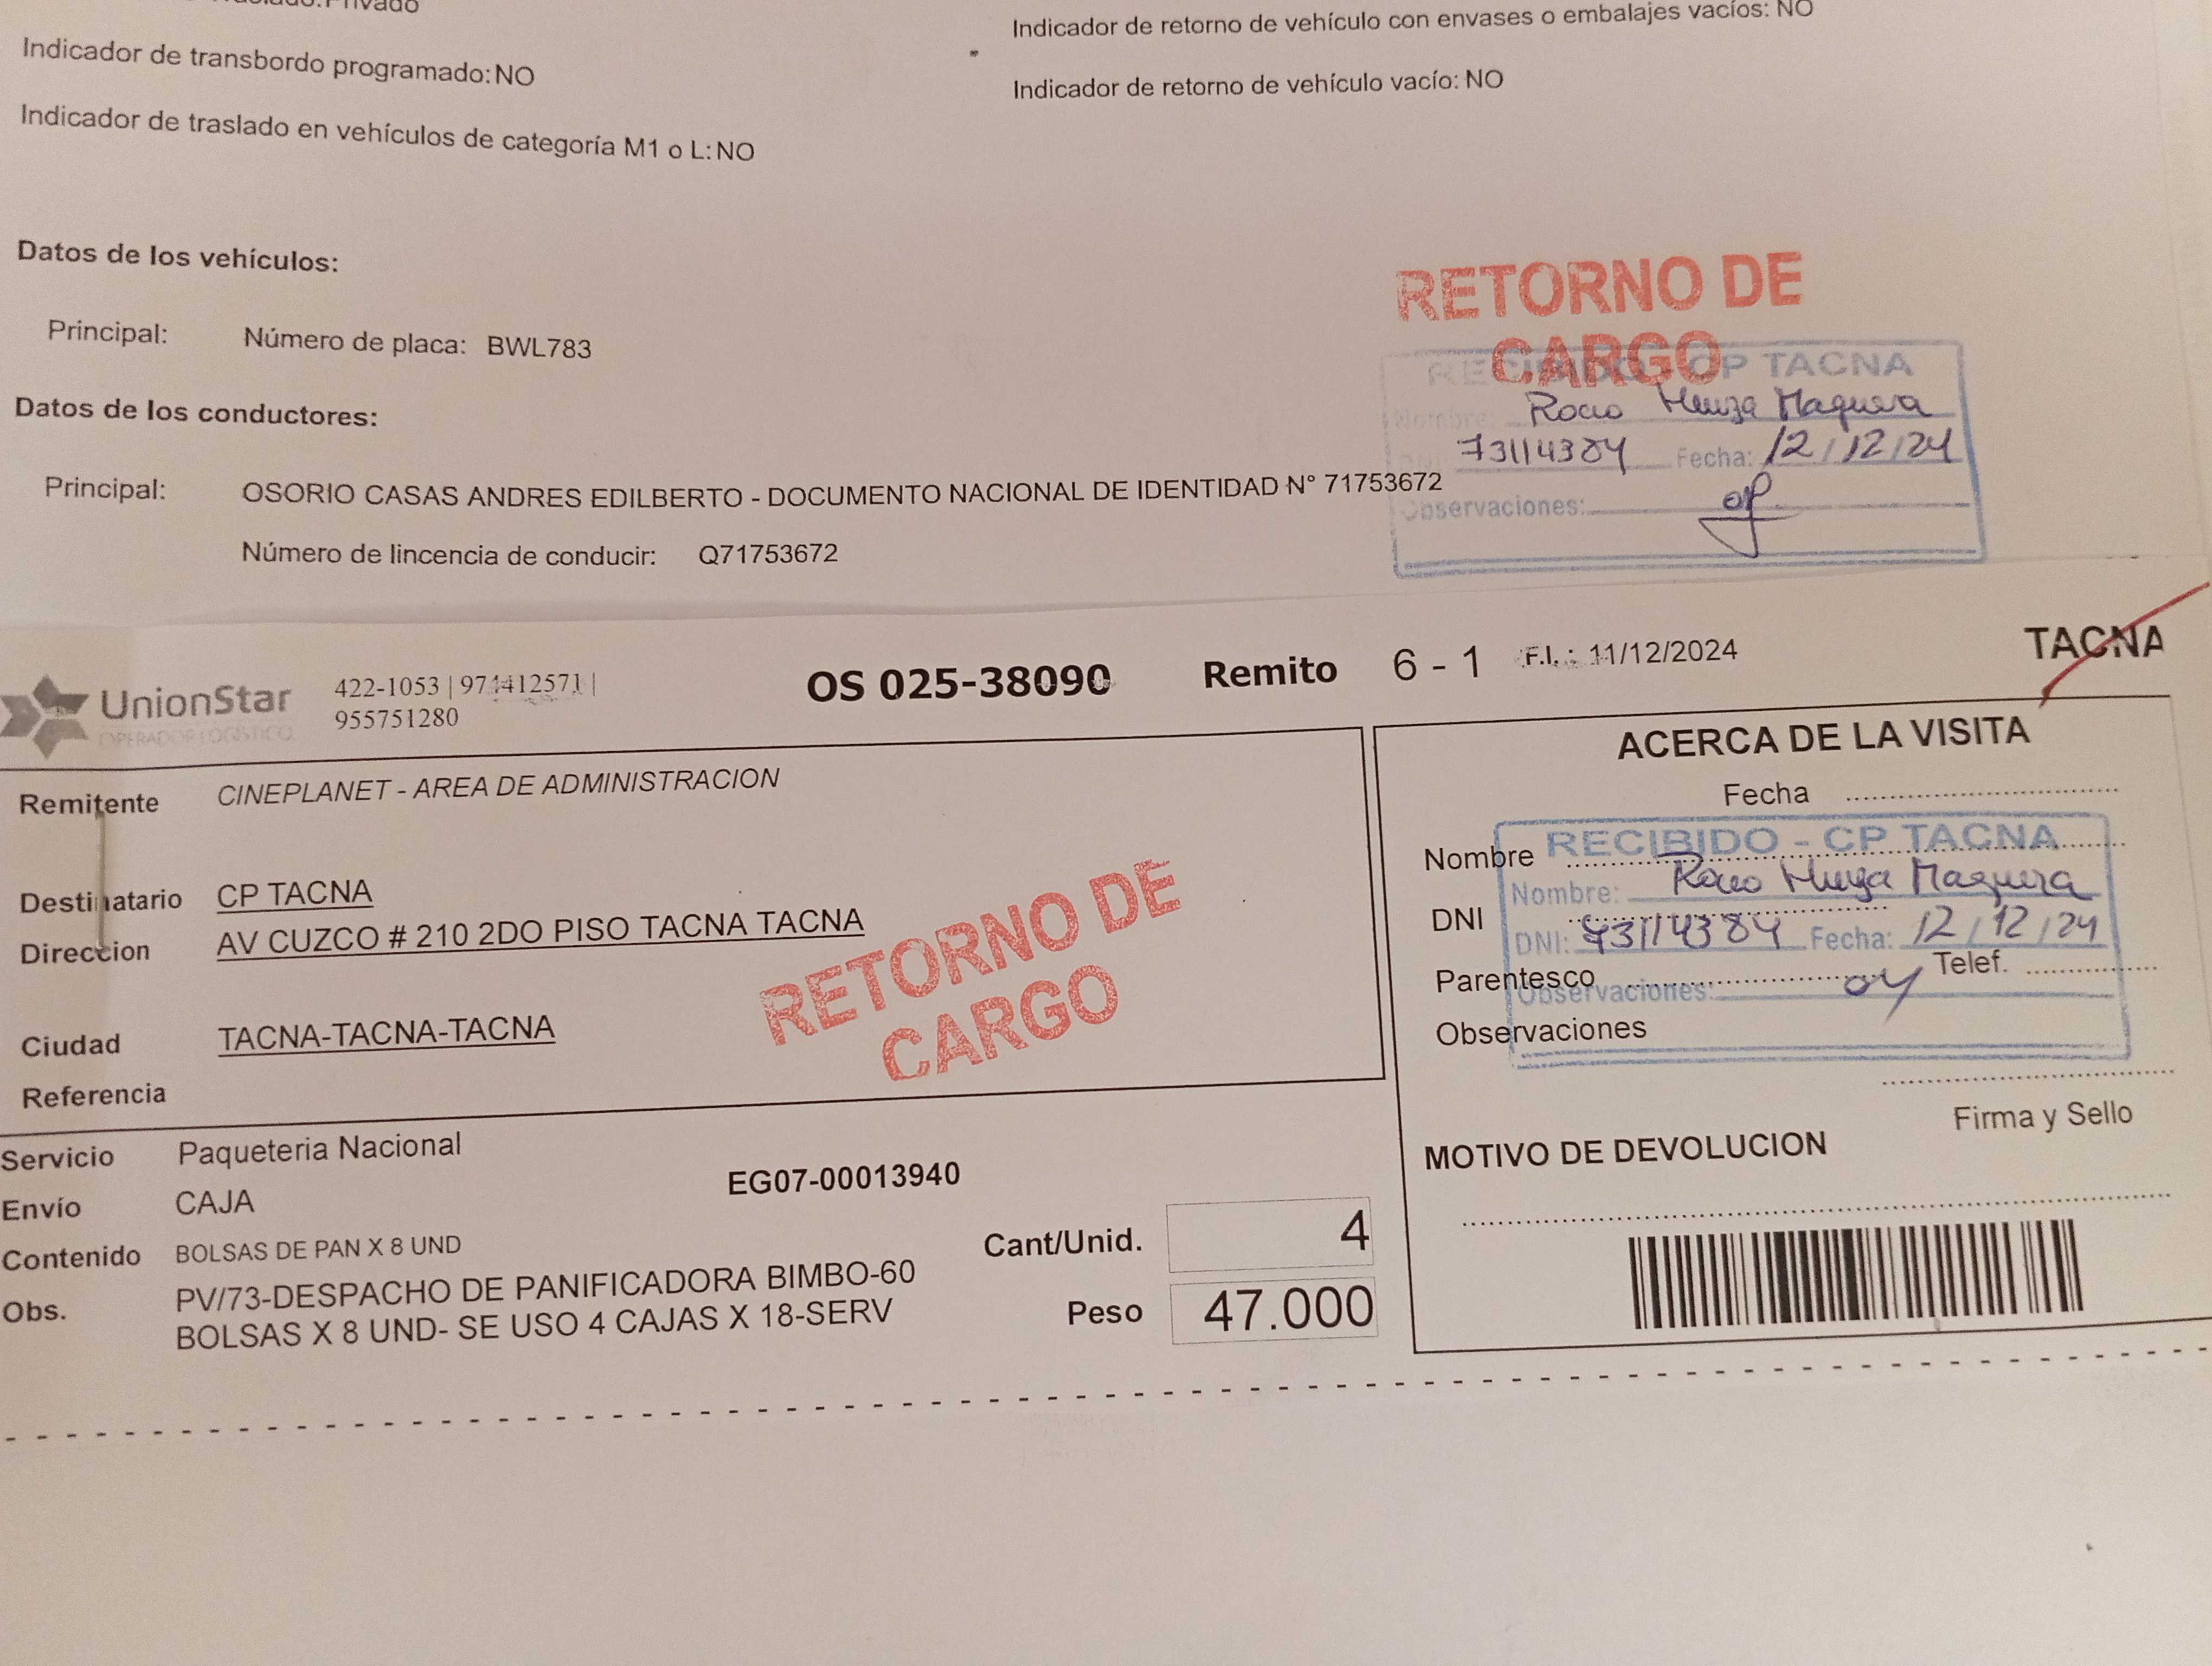 Privado
Indicador de retorno de vehículo con envases o embalajes vacíos: NO
Indicador de transbordo programado: NO
Indicador de retorno de vehículo vacío: NO
Indicador de traslado en vehículos de categoría M1 o L: NO
Datos de los vehículos:
Principal: Número de placa: BWL783
Datos de los conductores:
Principal: OSORIO CASAS ANDRES EDILBERTO - DOCUMENTO NACIONAL DE IDENTIDAD N° 71753672
Número de lincencia de conducir: Q71753672
RETORNO DE
CARGO
RECIBIDO - CP TACNA
Nombre: Rocio Maquera
DNI: 73114384 Fecha: 12/12/24
Observaciones:
UnionStar
OPERADOR LOGISTICO
422-1053 | 974412571 |
955751280
OS 025-38090 Remito 6 - 1 F.I. : 11/12/2024 TACNA
Remitente CINEPLANET - AREA DE ADMINISTRACION
Destinatario CP TACNA
Direccion AV CUZCO # 210 2DO PISO TACNA TACNA
Ciudad TACNA-TACNA-TACNA
Referencia
RETORNO DE
CARGO
Servicio Paqueteria Nacional
Envío CAJA
EG07-00013940
Contenido BOLSAS DE PAN X 8 UND
Obs. PV/73-DESPACHO DE PANIFICADORA BIMBO-60
BOLSAS X 8 UND- SE USO 4 CAJAS X 18-SERV
Cant/Unid. 4
Peso 47.000
ACERCA DE LA VISITA
Fecha
Nombre
DNI
Parentesco Telef.
Observaciones
RECIBIDO - CP TACNA
Nombre: Rocio Maquera
DNI: 73114384 Fecha: 12/12/24
Observaciones:
Firma y Sello
MOTIVO DE DEVOLUCION